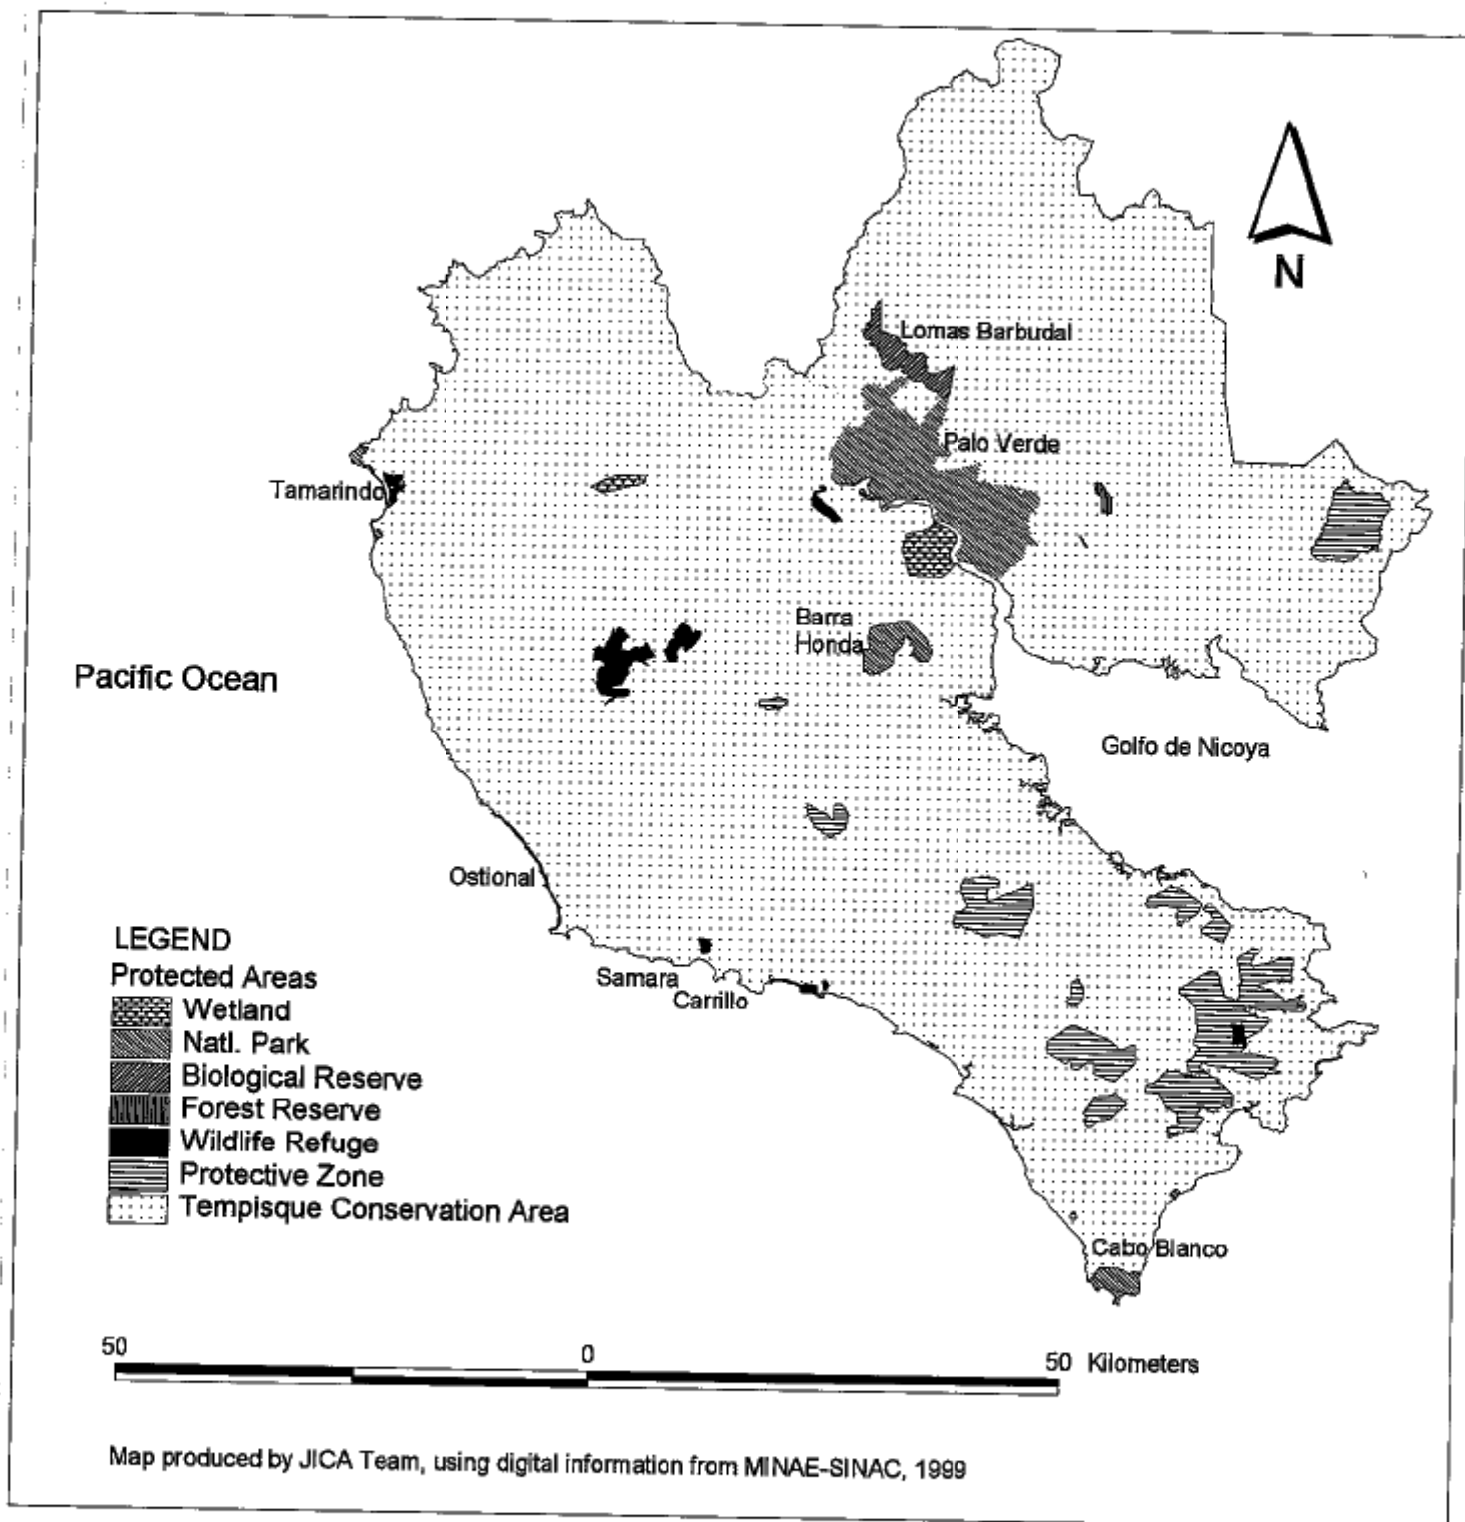 N
Lomas Barbudal
Palo Verde
Tamarindo
Barra
Honda
Pacific Ocean
Golfo de Nicoya
Ostional
Samara
Carrillo
LEGEND
Protected Areas
Wetland
Natl. Park
Biological Reserve
Forest Reserve
Wildlife Refuge
Protective Zone
Tempisque Conservation Area
Cabo Blanco
50 0 50 Kilometers
Map produced by JICA Team, using digital information from MINAE-SINAC, 1999